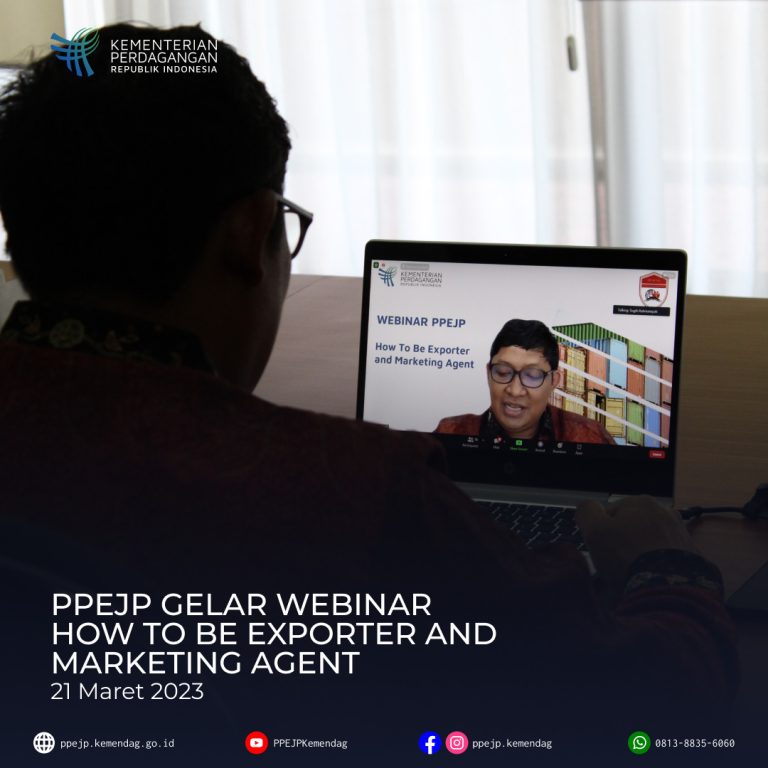 KEMENTERIAN
PERDAGANGAN
REPUBLIK INDONESIA
KEMENTERIAN
PERDAGANGAN
REPUBLIK INDONESIA
WEBINAR PPEJP
How To Be Exporter
and Marketing Agent
PPEJP GELAR WEBINAR
HOW TO BE EXPORTER AND
MARKETING AGENT
21 Maret 2023
ppejp.kemendag.go.id
PPEJPKemendag
ppejp.kemendag
0813-8835-6060